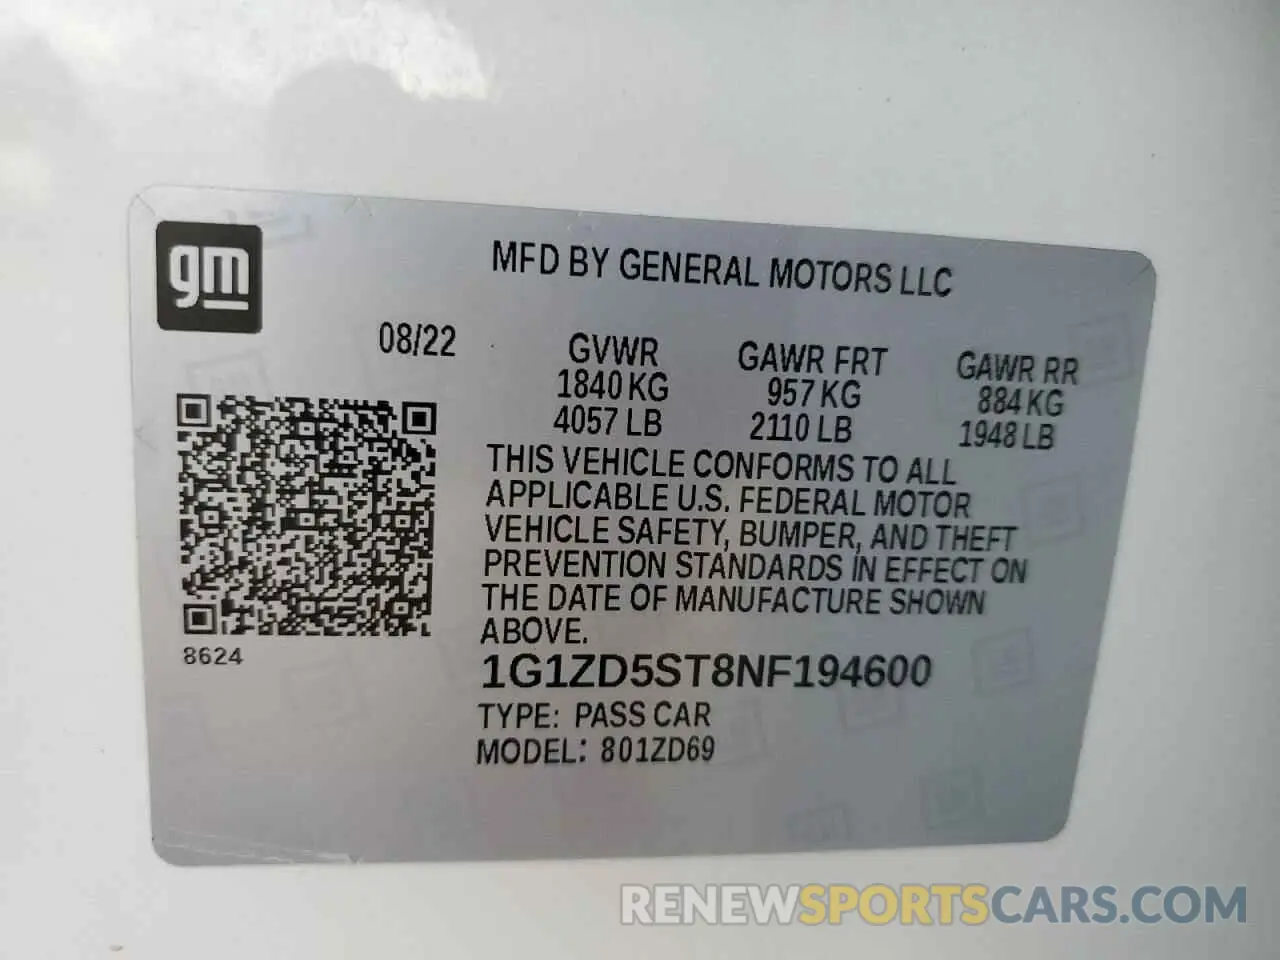 gm
MFD BY GENERAL MOTORS LLC
08/22
GVWR GAWR FRT GAWR RR
1840 KG 957 KG 884 KG
4057 LB 2110 LB 1948 LB
THIS VEHICLE CONFORMS TO ALL
APPLICABLE U.S. FEDERAL MOTOR
VEHICLE SAFETY, BUMPER, AND THEFT
PREVENTION STANDARDS IN EFFECT ON
THE DATE OF MANUFACTURE SHOWN
ABOVE.
8624
1G1ZD5ST8NF194600
TYPE: PASS CAR
MODEL: 801ZD69
RENEWSPORTSCARS.COM